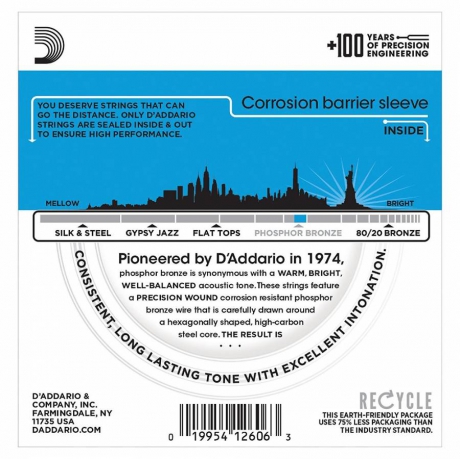 +100 YEARS
OF PRECISION
ENGINEERING
YOU DESERVE STRINGS THAT CAN
GO THE DISTANCE. ONLY D'ADDARIO
STRINGS ARE SEALED INSIDE & OUT
TO ENSURE HIGH PERFORMANCE.
Corrosion barrier sleeve
INSIDE
MELLOW
BRIGHT
SILK & STEEL
GYPSY JAZZ
FLAT TOPS
PHOSPHOR BRONZE
80/20 BRONZE
Pioneered by D'Addario in 1974,
phosphor bronze is synonymous with a WARM, BRIGHT,
WELL-BALANCED acoustic tone. These strings feature
a PRECISION WOUND corrosion resistant phosphor
bronze wire that is carefully drawn around
a hexagonally shaped, high-carbon
steel core. THE RESULT IS
. . .
CONSISTENT, LONG LASTING TONE WITH EXCELLENT INTONATION.
D'ADDARIO &
COMPANY, INC.
FARMINGDALE, NY
11735 USA
DADDARIO.COM
0 19954 12606 3
RECYCLE
THIS EARTH-FRIENDLY PACKAGE
USES 75% LESS PACKAGING THAN
THE INDUSTRY STANDARD.